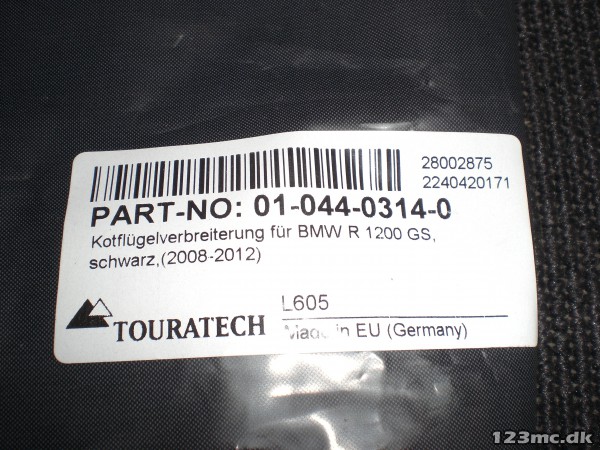 28002875
2240420171
PART-NO: 01-044-0314-0
Kotflügelverbreiterung für BMW R 1200 GS,
schwarz,(2008-2012)
L605
TOURATECH
Made in EU (Germany)
123mc.dk